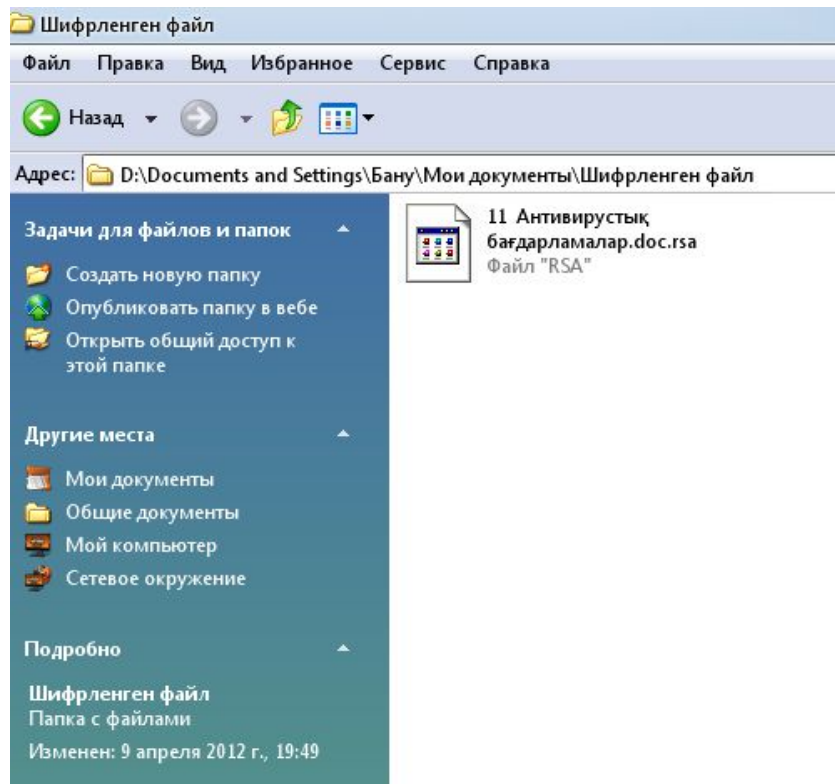 Шифрленген файл
Файл Правка Вид Избранное Сервис Справка
Назад
Адрес: D:\Documents and Settings\Бану\Мои документы\Шифрленген файл
Задачи для файлов и папок
Создать новую папку
Опубликовать папку в вебе
Открыть общий доступ к
этой папке
Другие места
Мои документы
Общие документы
Мой компьютер
Сетевое окружение
Подробно
Шифрленген файл
Папка с файлами
Изменен: 9 апреля 2012 г., 19:49
11 Антивирустық
бағдарламалар.doc.rsa
Файл "RSA"